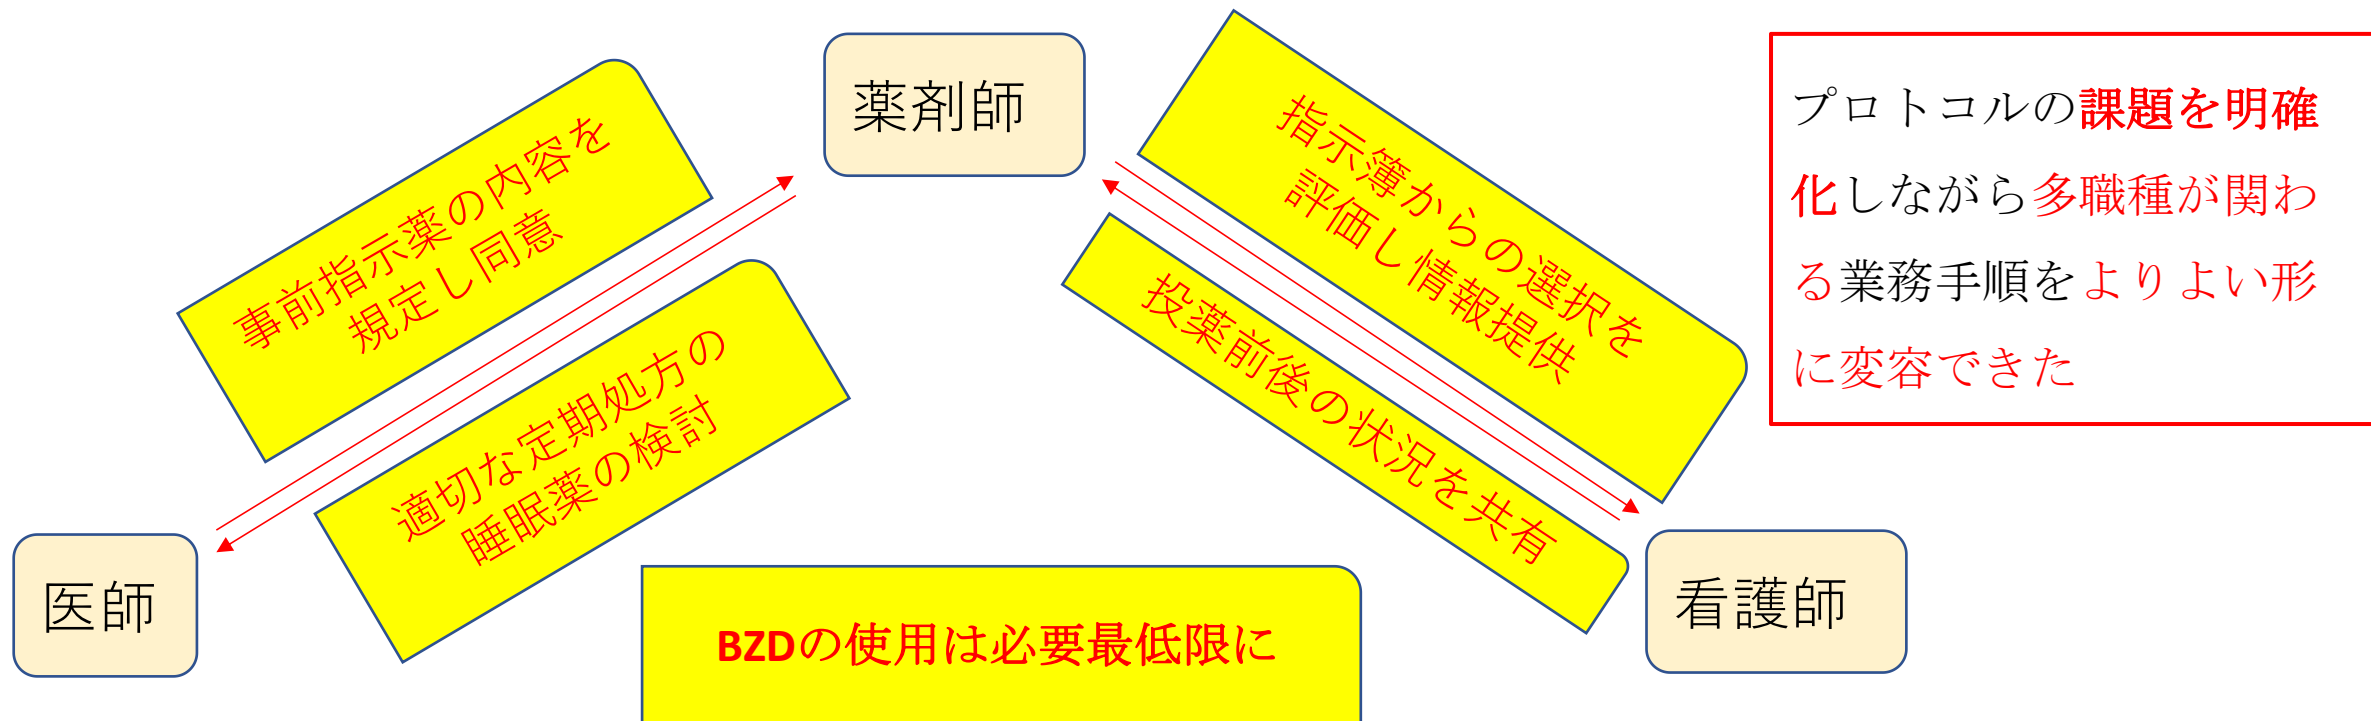 薬剤師
事前指示薬の内容を
規定し同意
適切な定期処方の
睡眠薬の検討
指示簿からの選択を
評価し情報提供
投薬前後の状況を共有
プロトコルの課題を明確
化しながら多職種が関わ
る業務手順をよりよい形
に変容できた
医師
看護師
BZDの使用は必要最低限に